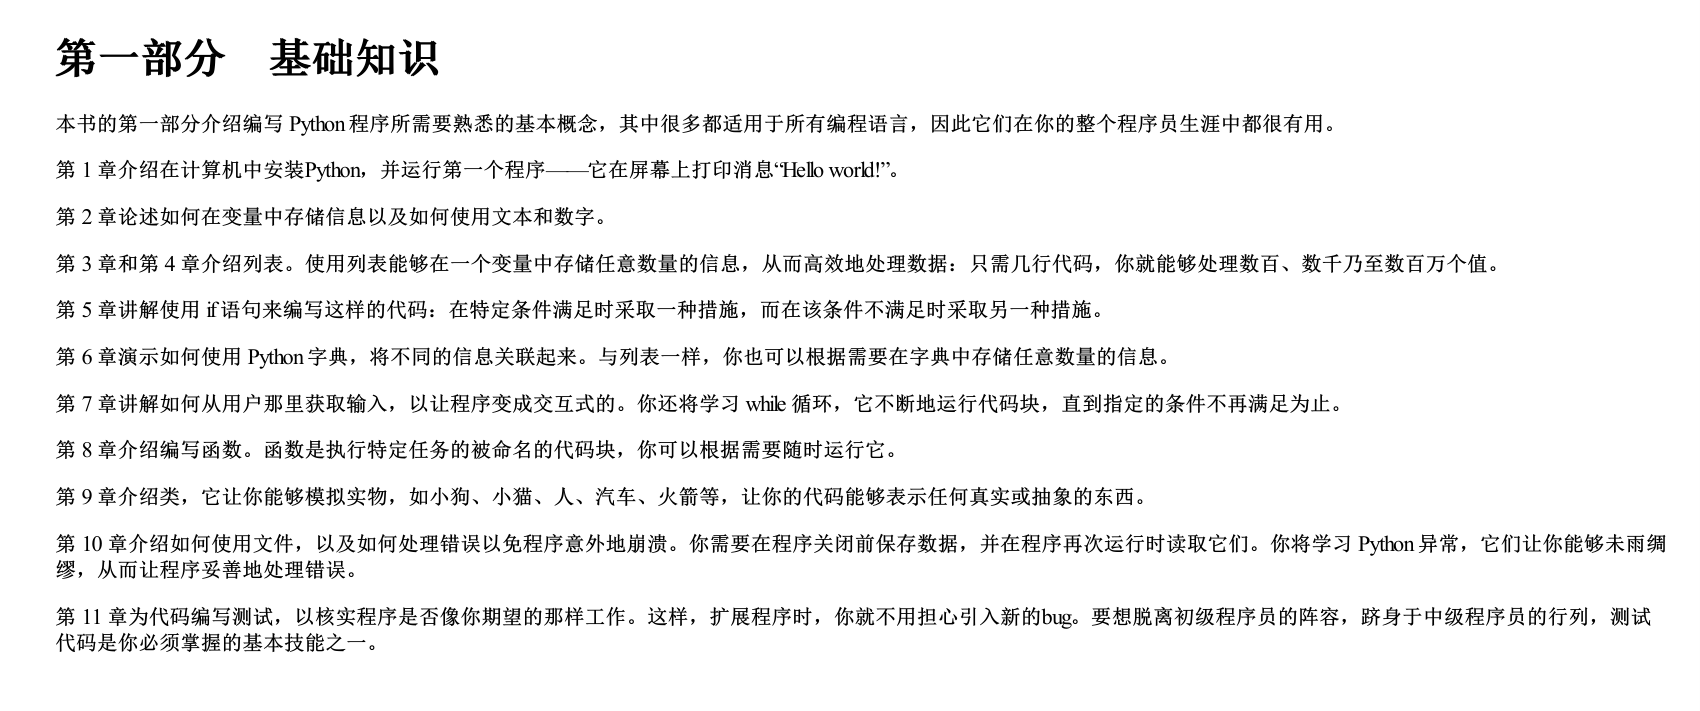 第一部分　基础知识
本书的第一部分介绍编写 Python 程序所需要熟悉的基本概念，其中很多都适用于所有编程语言，因此它们在你的整个程序员生涯中都很有用。
第 1 章介绍在计算机中安装Python，并运行第一个程序——它在屏幕上打印消息“Hello world!”。
第 2 章论述如何在变量中存储信息以及如何使用文本和数字。
第 3 章和第 4 章介绍列表。使用列表能够在一个变量中存储任意数量的信息，从而高效地处理数据：只需几行代码，你就能够处理数百、数千乃至数百万个值。
第 5 章讲解使用 if 语句来编写这样的代码：在特定条件满足时采取一种措施，而在该条件不满足时采取另一种措施。
第 6 章演示如何使用 Python 字典，将不同的信息关联起来。与列表一样，你也可以根据需要在字典中存储任意数量的信息。
第 7 章讲解如何从用户那里获取输入，以让程序变成交互式的。你还将学习 while 循环，它不断地运行代码块，直到指定的条件不再满足为止。
第 8 章介绍编写函数。函数是执行特定任务的被命名的代码块，你可以根据需要随时运行它。
第 9 章介绍类，它让你能够模拟实物，如小狗、小猫、人、汽车、火箭等，让你的代码能够表示任何真实或抽象的东西。
第 10 章介绍如何使用文件，以及如何处理错误以免程序意外地崩溃。你需要在程序关闭前保存数据，并在程序再次运行时读取它们。你将学习 Python 异常，它们让你能够未雨绸
缪，从而让程序妥善地处理错误。
第 11 章为代码编写测试，以核实程序是否像你期望的那样工作。这样，扩展程序时，你就不用担心引入新的bug。要想脱离初级程序员的阵容，跻身于中级程序员的行列，测试
代码是你必须掌握的基本技能之一。